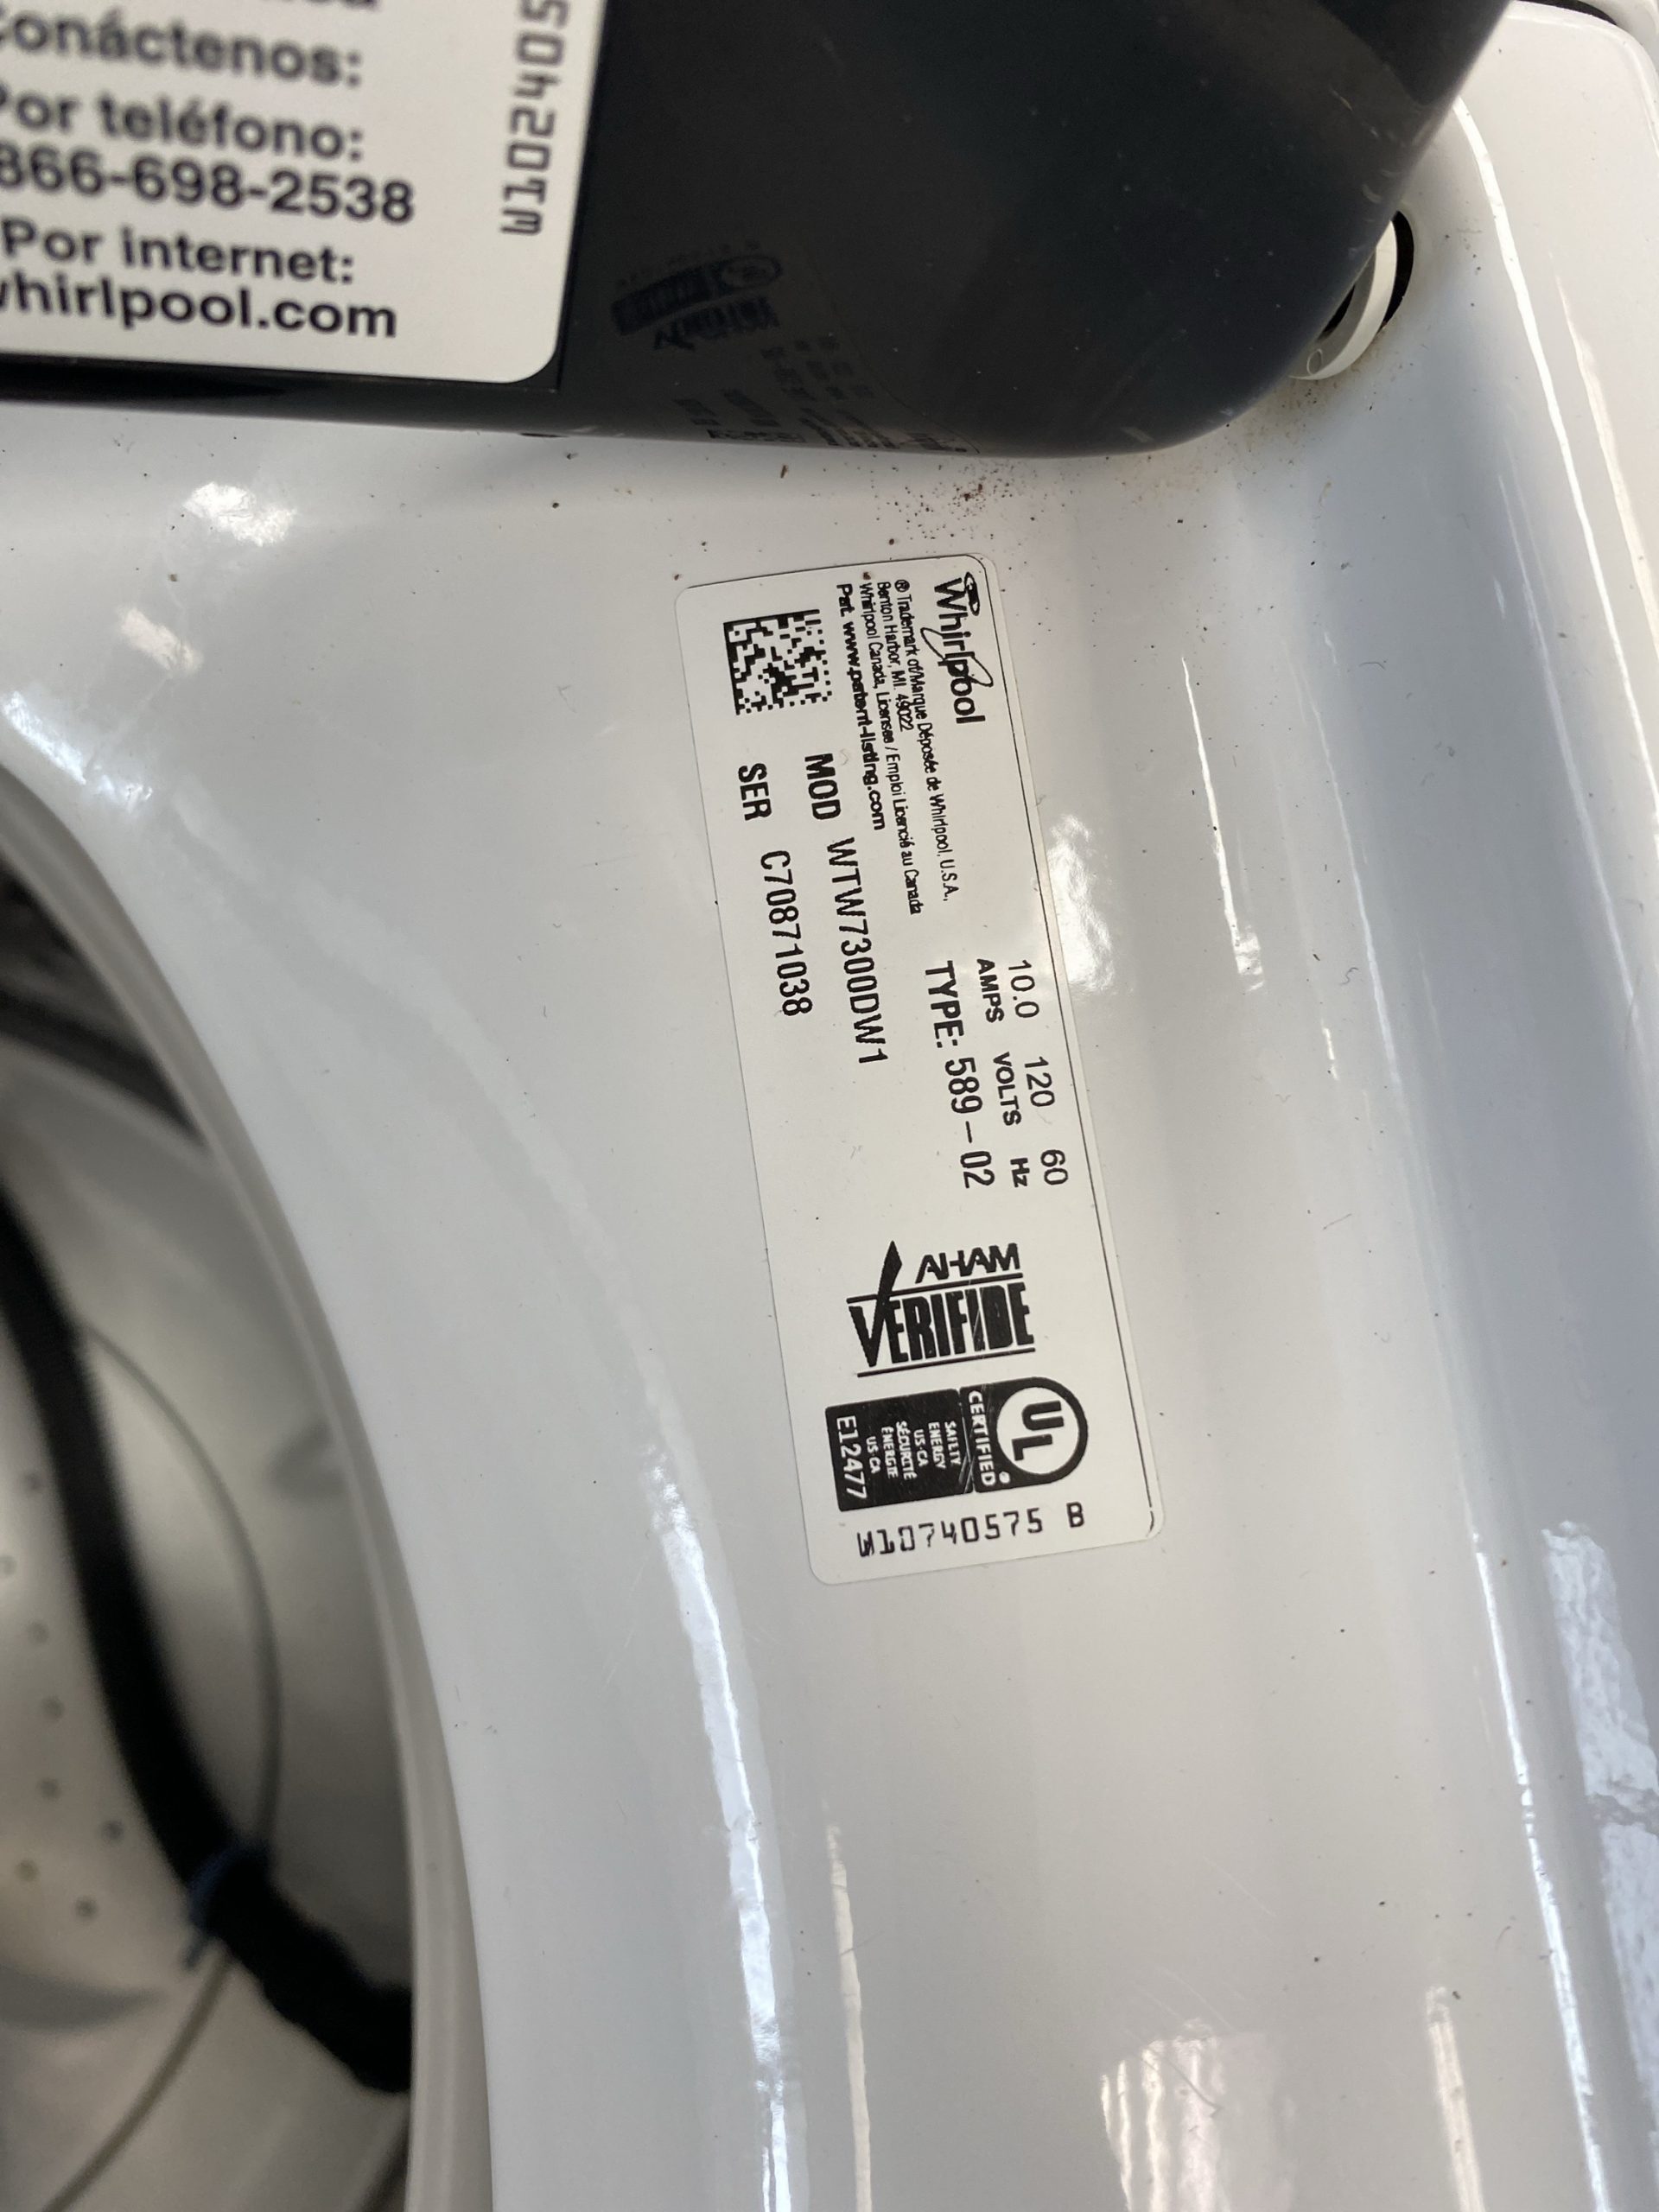 onáctenos:
Por teléfono:
866-698-2538
Por internet:
whirlpool.com
W102405
Whirlpool
® Trademark of/Marque Déposée de Whirlpool, U.S.A.,
Benton Harbor, MI. 49022
Whirlpool Canada, Licensee / Emploi Licencié au Canada
Pat. www.patent-listing.com
MOD WTW7300DW1
SER C70871038
10.0 120 60
AMPS VOLTS Hz
TYPE: 589-02
AHAM
VERIFIDE
UL
CERTIFIED
SAFETY
ENERGY
US-CA
SÉCURITÉ
ÉNERGIE
US-CA
E12477
W10740575 B